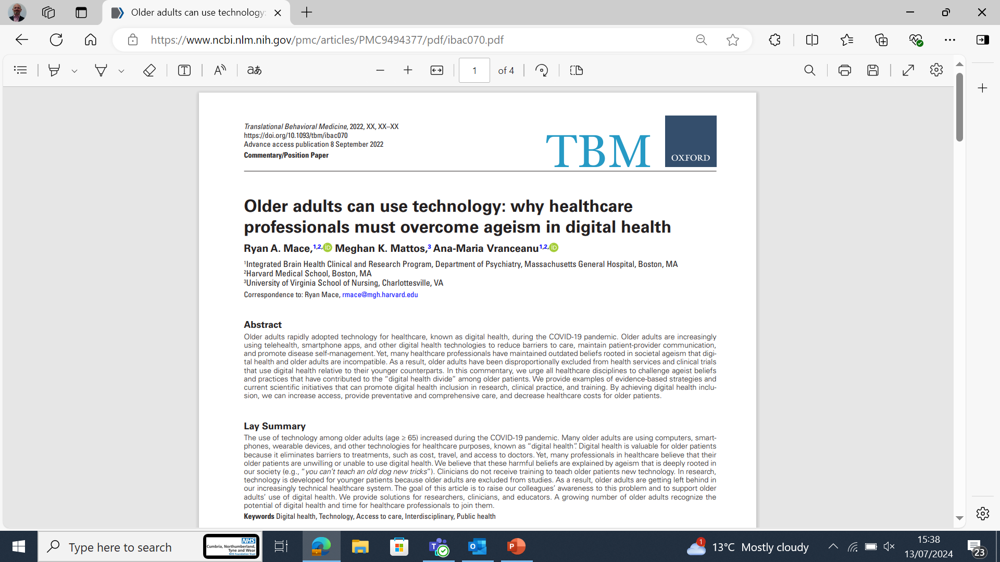 Older adults can use technology:
https://www.ncbi.nlm.nih.gov/pmc/articles/PMC9494377/pdf/ibac070.pdf
T
A
aあ
1 of 4
Translational Behavioral Medicine, 2022, XX, XX–XX
https://doi.org/10.1093/tbm/ibac070
Advance access publication 8 September 2022
Commentary/Position Paper
TBM
OXFORD
Older adults can use technology: why healthcare
professionals must overcome ageism in digital health
Ryan A. Mace,1,2, iD Meghan K. Mattos,3 Ana-Maria Vranceanu1,2, iD
1Integrated Brain Health Clinical and Research Program, Department of Psychiatry, Massachusetts General Hospital, Boston, MA
2Harvard Medical School, Boston, MA
3University of Virginia School of Nursing, Charlottesville, VA
Correspondence to: Ryan Mace, rmace@mgh.harvard.edu
Abstract
Older adults rapidly adopted technology for healthcare, known as digital health, during the COVID-19 pandemic. Older adults are increasingly
using telehealth, smartphone apps, and other digital health technologies to reduce barriers to care, maintain patient-provider communication,
and promote disease self-management. Yet, many healthcare professionals have maintained outdated beliefs rooted in societal ageism that digi-
tal health and older adults are incompatible. As a result, older adults have been disproportionally excluded from health services and clinical trials
that use digital health relative to their younger counterparts. In this commentary, we urge all healthcare disciplines to challenge ageist beliefs
and practices that have contributed to the “digital health divide” among older patients. We provide examples of evidence-based strategies and
current scientific initiatives that can promote digital health inclusion in research, clinical practice, and training. By achieving digital health inclu-
sion, we can increase access, provide preventative and comprehensive care, and decrease healthcare costs for older patients.
Lay Summary
The use of technology among older adults (age ≥ 65) increased during the COVID-19 pandemic. Many older adults are using computers, smart-
phones, wearable devices, and other technologies for healthcare purposes, known as “digital health”. Digital health is valuable for older patients
because it eliminates barriers to treatments, such as cost, travel, and access to doctors. Yet, many professionals in healthcare believe that their
older patients are unwilling or unable to use digital health. We believe that these harmful beliefs are explained by ageism that is deeply rooted in
our society (e.g., “you can’t teach an old dog new tricks”). Clinicians do not receive training to teach older patients new technology. In research,
technology is developed for younger patients because older adults are excluded from studies. As a result, older adults are getting left behind in
our increasingly technical healthcare system. The goal of this article is to raise our colleagues’ awareness to this problem and to support older
adults’ use of digital health. We provide solutions for researchers, clinicians, and educators. A growing number of older adults recognize the
potential of digital health and time for healthcare professionals to join them.
Keywords Digital health, Technology, Access to care, Interdisciplinary, Public health
Type here to search
NHS
Cumbria, Northumberland,
Tyne and Wear
NHS Foundation Trust
T
O
P
1
13°C Mostly cloudy
15:38
13/07/2024
23